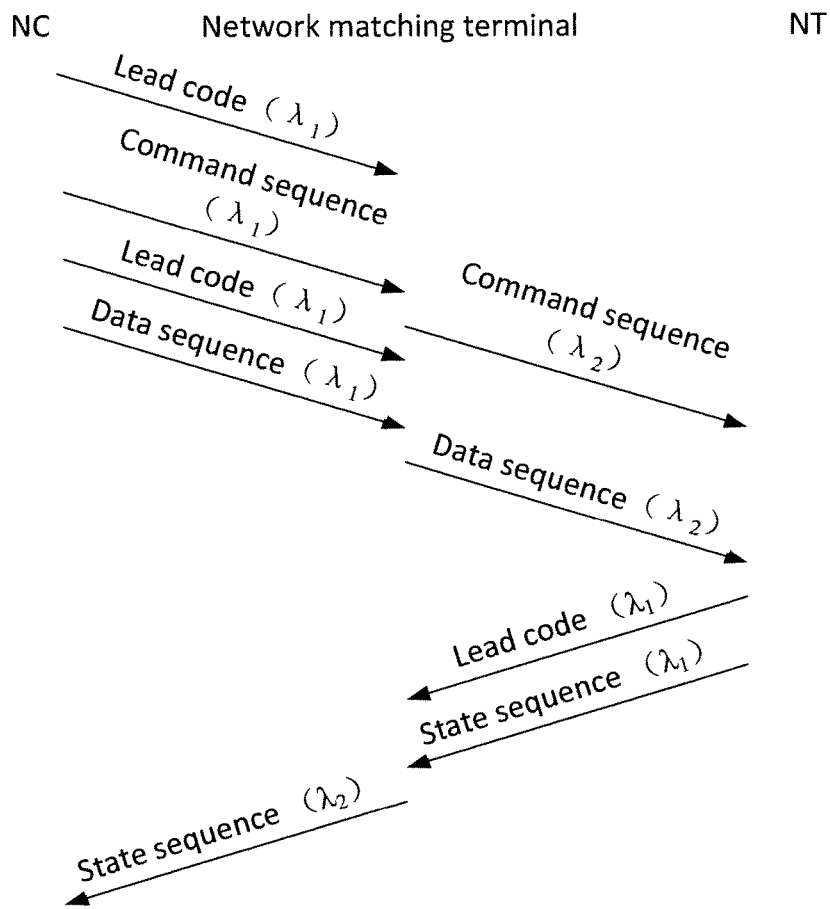 NC Network matching terminal NT
Lead code (λ1)
Command sequence
(λ1)
Lead code (λ1)
Data sequence (λ1)
Command sequence
(λ2)
Data sequence (λ2)
Lead code (λ1)
State sequence (λ1)
State sequence (λ2)